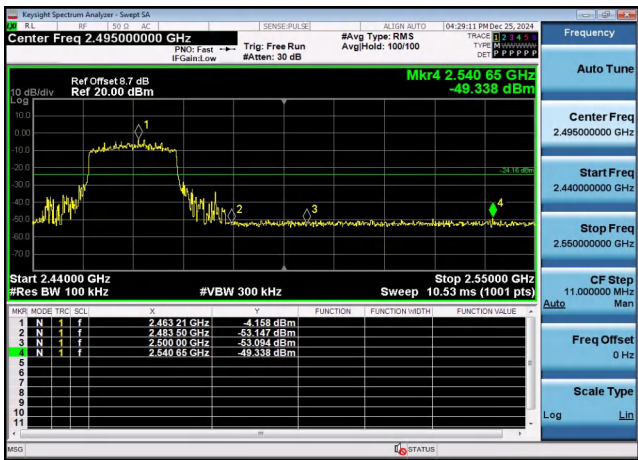 Keysight Spectrum Analyzer - Swept SA
RL RF 50 Ω AC SENSE:PULSE ALIGN AUTO 04:29:11 PM Dec 25, 2024
Center Freq 2.495000000 GHz #Avg Type: RMS TRACE 1 2 3 4 5 6
PNO: Fast Trig: Free Run Avg|Hold: 100/100 TYPE M W W W W W
IFGain:Low #Atten: 30 dB DET P P P P P P
Mkr4 2.540 65 GHz
Ref Offset 8.7 dB
10 dB/div Ref 20.00 dBm -49.338 dBm
Log
10.0
0.00
-10.0
-20.0
-30.0
-40.0
-50.0
-60.0
-70.0
1
2
3
4
-24.16 dBm
Start 2.44000 GHz Stop 2.55000 GHz
#Res BW 100 kHz #VBW 300 kHz Sweep 10.53 ms (1001 pts)
MKR MODE TRC SCL X Y FUNCTION FUNCTION WIDTH FUNCTION VALUE
1 N 1 f 2.463 21 GHz -4.158 dBm
2 N 1 f 2.483 50 GHz -53.147 dBm
3 N 1 f 2.500 00 GHz -53.094 dBm
4 N 1 f 2.540 65 GHz -49.338 dBm
5
6
7
8
9
10
11
MSG STATUS
Frequency
Auto Tune
Center Freq
2.495000000 GHz
Start Freq
2.440000000 GHz
Stop Freq
2.550000000 GHz
CF Step
11.000000 MHz
Auto Man
Freq Offset
0 Hz
Scale Type
Log Lin